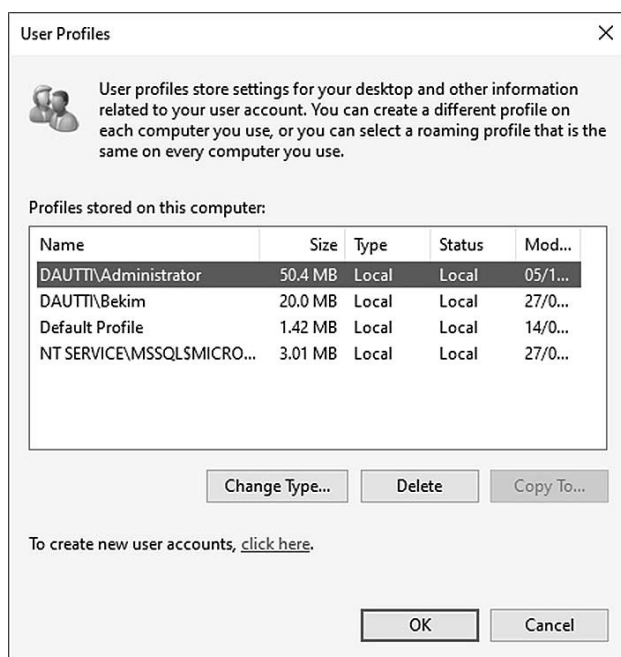 User Profiles
User profiles store settings for your desktop and other information
related to your user account. You can create a different profile on
each computer you use, or you can select a roaming profile that is the
same on every computer you use.
Profiles stored on this computer:
Name Size Type Status Mod...
DAUTTI\Administrator 50.4 MB Local Local 05/1...
DAUTTI\Bekim 20.0 MB Local Local 27/0...
Default Profile 1.42 MB Local Local 14/0...
NT SERVICE\MSSQL$MICRO... 3.01 MB Local Local 27/0...
Change Type... Delete Copy To...
To create new user accounts, click here.
OK Cancel